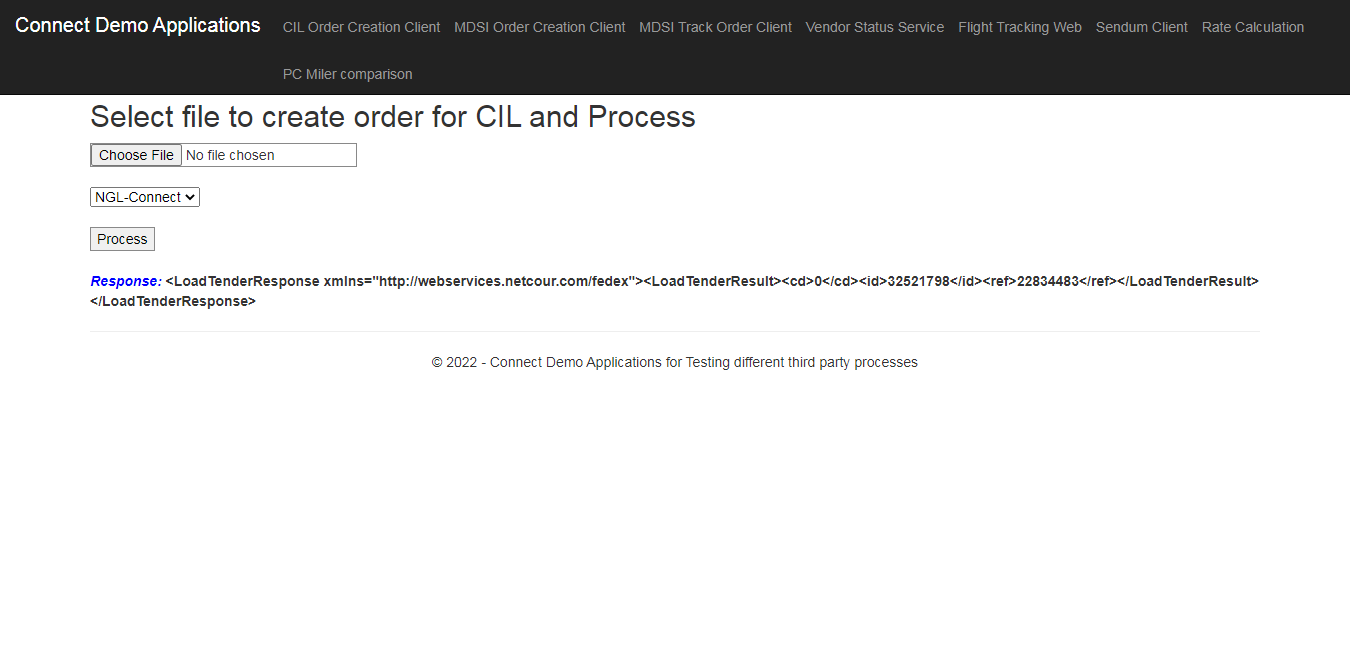 Connect Demo Applications CIL Order Creation Client MDSI Order Creation Client MDSI Track Order Client Vendor Status Service Flight Tracking Web Sendum Client Rate Calculation
PC Miler comparison
Select file to create order for CIL and Process
Choose File No file chosen
NGL-Connect
Process
Response: <LoadTenderResponse xmlns="http://webservices.netcour.com/fedex"><LoadTenderResult><cd>0</cd><id>32521798</id><ref>22834483</ref></LoadTenderResult>
</LoadTenderResponse>
© 2022 - Connect Demo Applications for Testing different third party processes